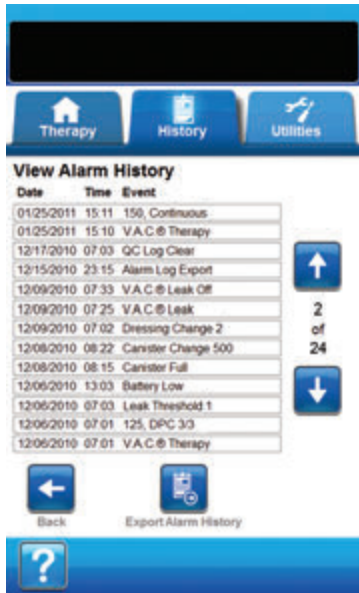 Therapy
History
Utilities
View Alarm History
Date Time Event
01/25/2011 15:11 150, Continuous
01/25/2011 15:10 V.A.C.® Therapy
12/17/2010 07:03 QC Log Clear
12/15/2010 23:15 Alarm Log Export
12/09/2010 07:33 V.A.C.® Leak Off
12/09/2010 07:25 V.A.C.® Leak
12/09/2010 07:02 Dressing Change 2
12/08/2010 08:22 Canister Change 500
12/08/2010 08:15 Canister Full
12/06/2010 13:03 Battery Low
12/06/2010 07:03 Leak Threshold 1
12/06/2010 07:01 125, DPC 3/3
12/06/2010 07:01 V.A.C.® Therapy
2
of
24
Back
Export Alarm History
?